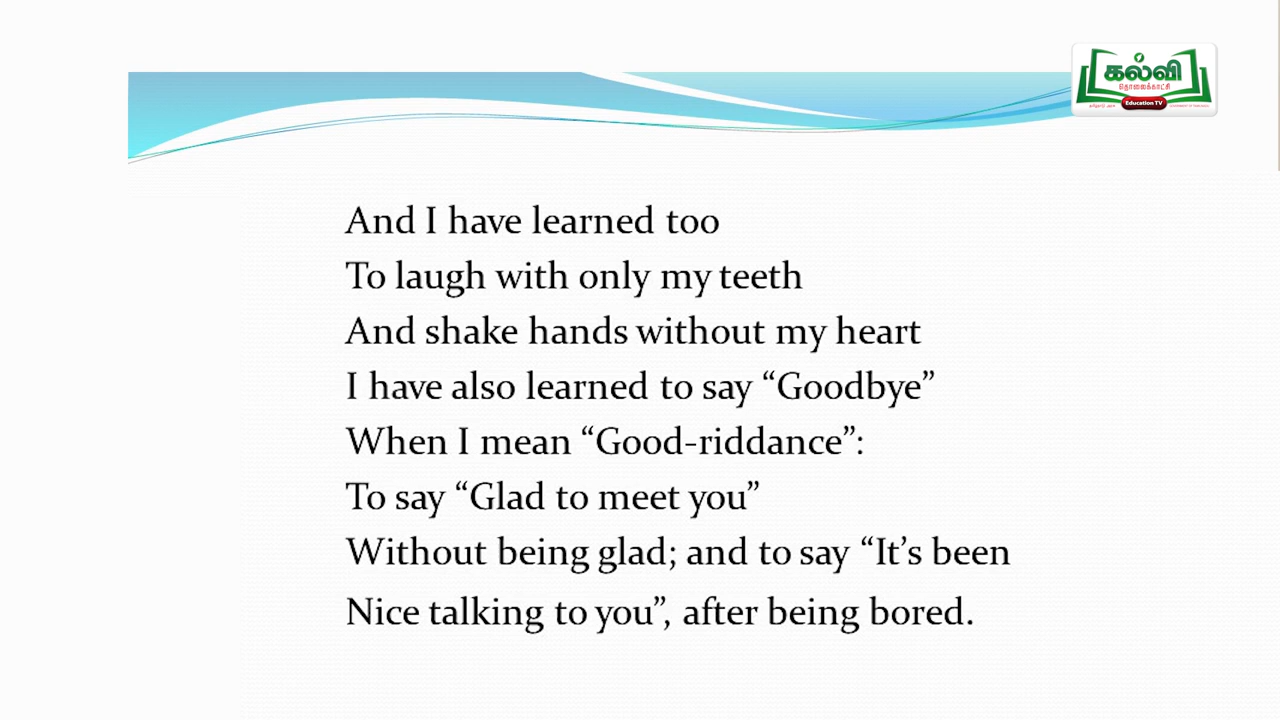 கல்வி
தொலைக்காட்சி
Education TV
And I have learned too
To laugh with only my teeth
And shake hands without my heart
I have also learned to say “Goodbye”
When I mean “Good-riddance”:
To say “Glad to meet you”
Without being glad; and to say “It’s been
Nice talking to you”, after being bored.